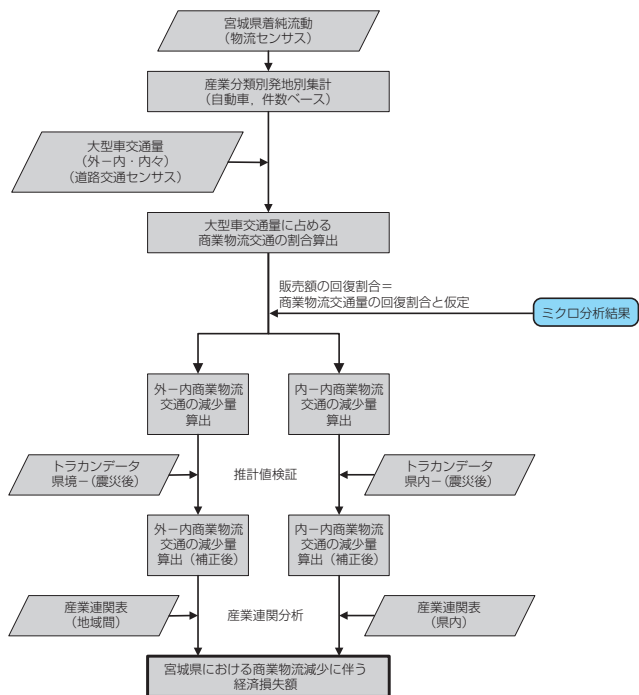 宮城県着純流動
（物流センサス）
産業分類別発地別集計
（自動車，件数ベース）
大型車交通量
（外－内・内々）
（道路交通センサス）
大型車交通量に占める
商業物流交通の割合算出
販売額の回復割合＝
商業物流交通量の回復割合と仮定
ミクロ分析結果
外－内商業物流
交通の減少量
算出
内－内商業物流
交通の減少量
算出
トラカンデータ
県境－（震災後）
推計値検証
トラカンデータ
県内－（震災後）
外－内商業物流
交通の減少量
算出（補正後）
内－内商業物流
交通の減少量
算出（補正後）
産業連関表
（地域間）
産業連関分析
産業連関表
（県内）
宮城県における商業物流減少に伴う
経済損失額